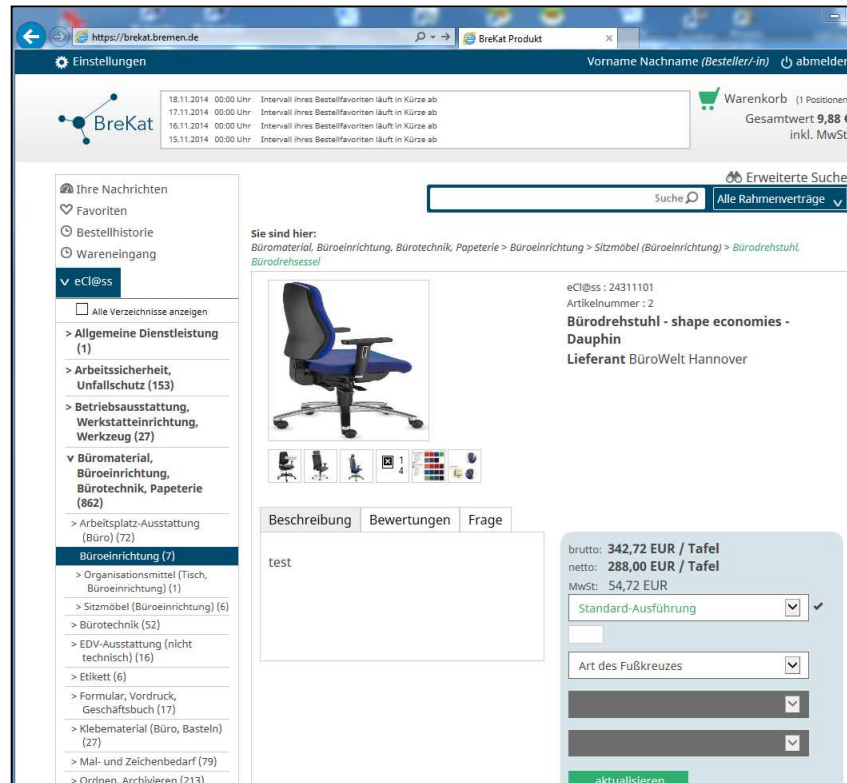 https://brekat.bremen.de
BreKat Produkt
Einstellungen
Vorname Nachname (Besteller/-in) abmelden
BreKat
18.11.2014 00:00 Uhr Intervall ihres Bestellfavoriten läuft in Kürze ab
17.11.2014 00:00 Uhr Intervall ihres Bestellfavoriten läuft in Kürze ab
16.11.2014 00:00 Uhr Intervall ihres Bestellfavoriten läuft in Kürze ab
15.11.2014 00:00 Uhr Intervall ihres Bestellfavoriten läuft in Kürze ab
Warenkorb (1 Positionen
Gesamtwert 9,88 €
inkl. MwSt
Erweiterte Suche
Suche
Alle Rahmenverträge
Ihre Nachrichten
Favoriten
Bestellhistorie
Wareneingang
v eCl@ss
Alle Verzeichnisse anzeigen
> Allgemeine Dienstleistung
(1)
> Arbeitssicherheit,
Unfallschutz (153)
> Betriebsausstattung,
Werkstatteinrichtung,
Werkzeug (27)
v Büromaterial,
Büroeinrichtung,
Bürotechnik, Papeterie
(862)
> Arbeitsplatz-Ausstattung
(Büro) (72)
Büroeinrichtung (7)
> Organisationsmittel (Tisch,
Büroeinrichtung) (1)
> Sitzmöbel (Büroeinrichtung) (6)
> Bürotechnik (52)
> EDV-Ausstattung (nicht
technisch) (16)
> Etikett (6)
> Formular, Vordruck,
Geschäftsbuch (17)
> Klebematerial (Büro, Basteln)
(27)
> Mal- und Zeichenbedarf (79)
> Ordnen, Archivieren (213)
Sie sind hier:
Büromaterial, Büroeinrichtung, Bürotechnik, Papeterie > Büroeinrichtung > Sitzmöbel (Büroeinrichtung) > Bürodrehstuhl,
Bürodrehsessel
eCl@ss : 24311101
Artikelnummer : 2
Bürodrehstuhl - shape economies -
Dauphin
Lieferant BüroWelt Hannover
1
4
Beschreibung Bewertungen Frage
test
brutto: 342,72 EUR / Tafel
netto: 288,00 EUR / Tafel
MwSt: 54,72 EUR
Standard-Ausführung
Art des Fußkreuzes
aktualisieren